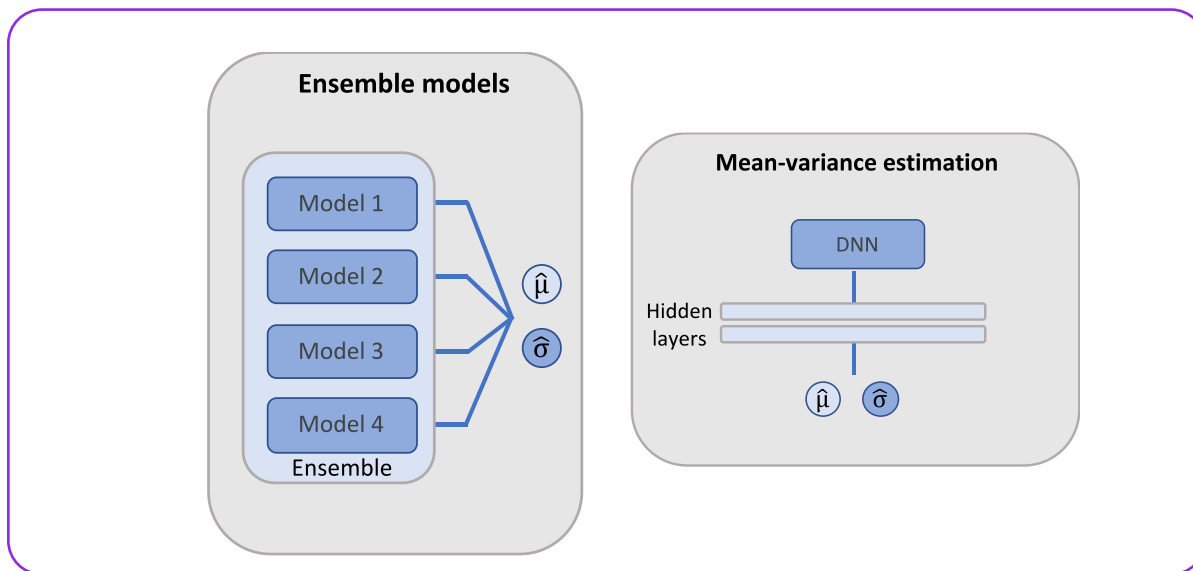 Ensemble models
Model 1
Model 2
Model 3
Model 4
Ensemble
μ̂
σ̂
Mean-variance estimation
DNN
Hidden
layers
μ̂ σ̂